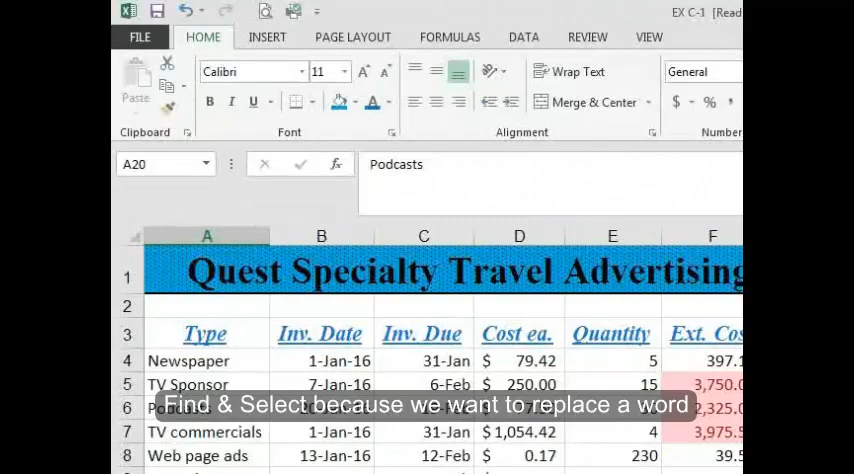 EX C-1 [Read
FILE HOME INSERT PAGE LAYOUT FORMULAS DATA REVIEW VIEW
Paste Calibri 11 Wrap Text General
B I U Merge & Center $ % ,
Clipboard Font Alignment Number
A20 fx Podcasts
A B C D E F
1 Quest Specialty Travel Advertising
2
3 Type Inv. Date Inv. Due Cost ea. Quantity Ext. Cos
4 Newspaper 1-Jan-16 31-Jan $ 79.42 5 397.1
5 TV Sponsor 7-Jan-16 6-Feb $ 250.00 15 3,750.0
Find & Select because we want to replace a word
6 2,325.0
7 TV commercials 1-Jan-16 31-Jan $ 1,054.42 4 3,975.5
8 Web page ads 13-Jan-16 12-Feb $ 0.17 230 39.5